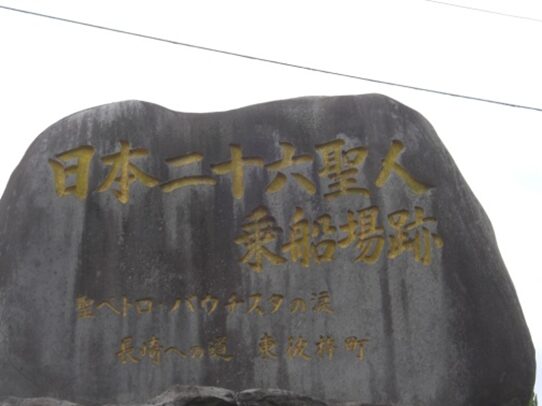 日本二十六聖人
乗船場跡
聖ペトロ・バウチスタの涙
長崎への道 東彼杵町